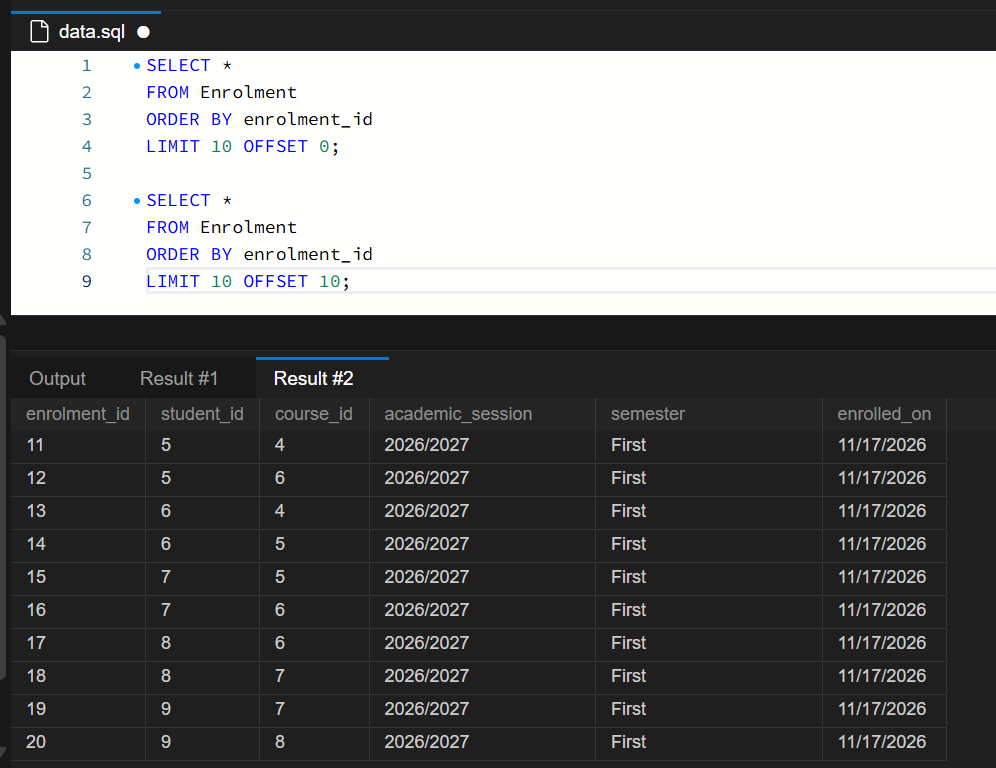 data.sql
1 SELECT *
2 FROM Enrolment
3 ORDER BY enrolment_id
4 LIMIT 10 OFFSET 0;
5
6 SELECT *
7 FROM Enrolment
8 ORDER BY enrolment_id
9 LIMIT 10 OFFSET 10;
Output Result #1 Result #2
enrolment_id student_id course_id academic_session semester enrolled_on
11 5 4 2026/2027 First 11/17/2026
12 5 6 2026/2027 First 11/17/2026
13 6 4 2026/2027 First 11/17/2026
14 6 5 2026/2027 First 11/17/2026
15 7 5 2026/2027 First 11/17/2026
16 7 6 2026/2027 First 11/17/2026
17 8 6 2026/2027 First 11/17/2026
18 8 7 2026/2027 First 11/17/2026
19 9 7 2026/2027 First 11/17/2026
20 9 8 2026/2027 First 11/17/2026